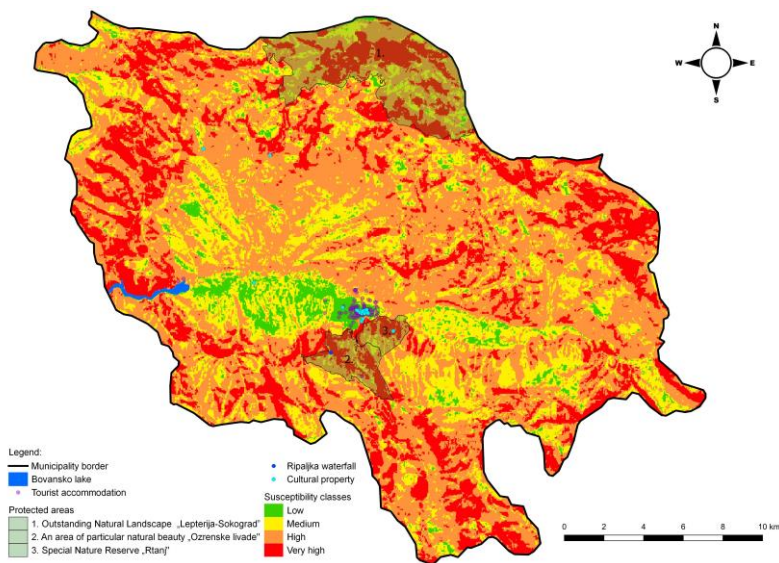 N
W E
S
1.
3.
2.
Legend:
Municipality border
Bovansko lake
Tourist accommodation
Protected areas
1. Outstanding Natural Landscape „Lepterija-Sokograd"
2. An area of particular natural beauty „Ozrenske livade"
3. Special Nature Reserve „Rtanj"
Ripaljka waterfall
Cultural property
Susceptibility classes
Low
Medium
High
Very high
0 2 4 6 8 10 km